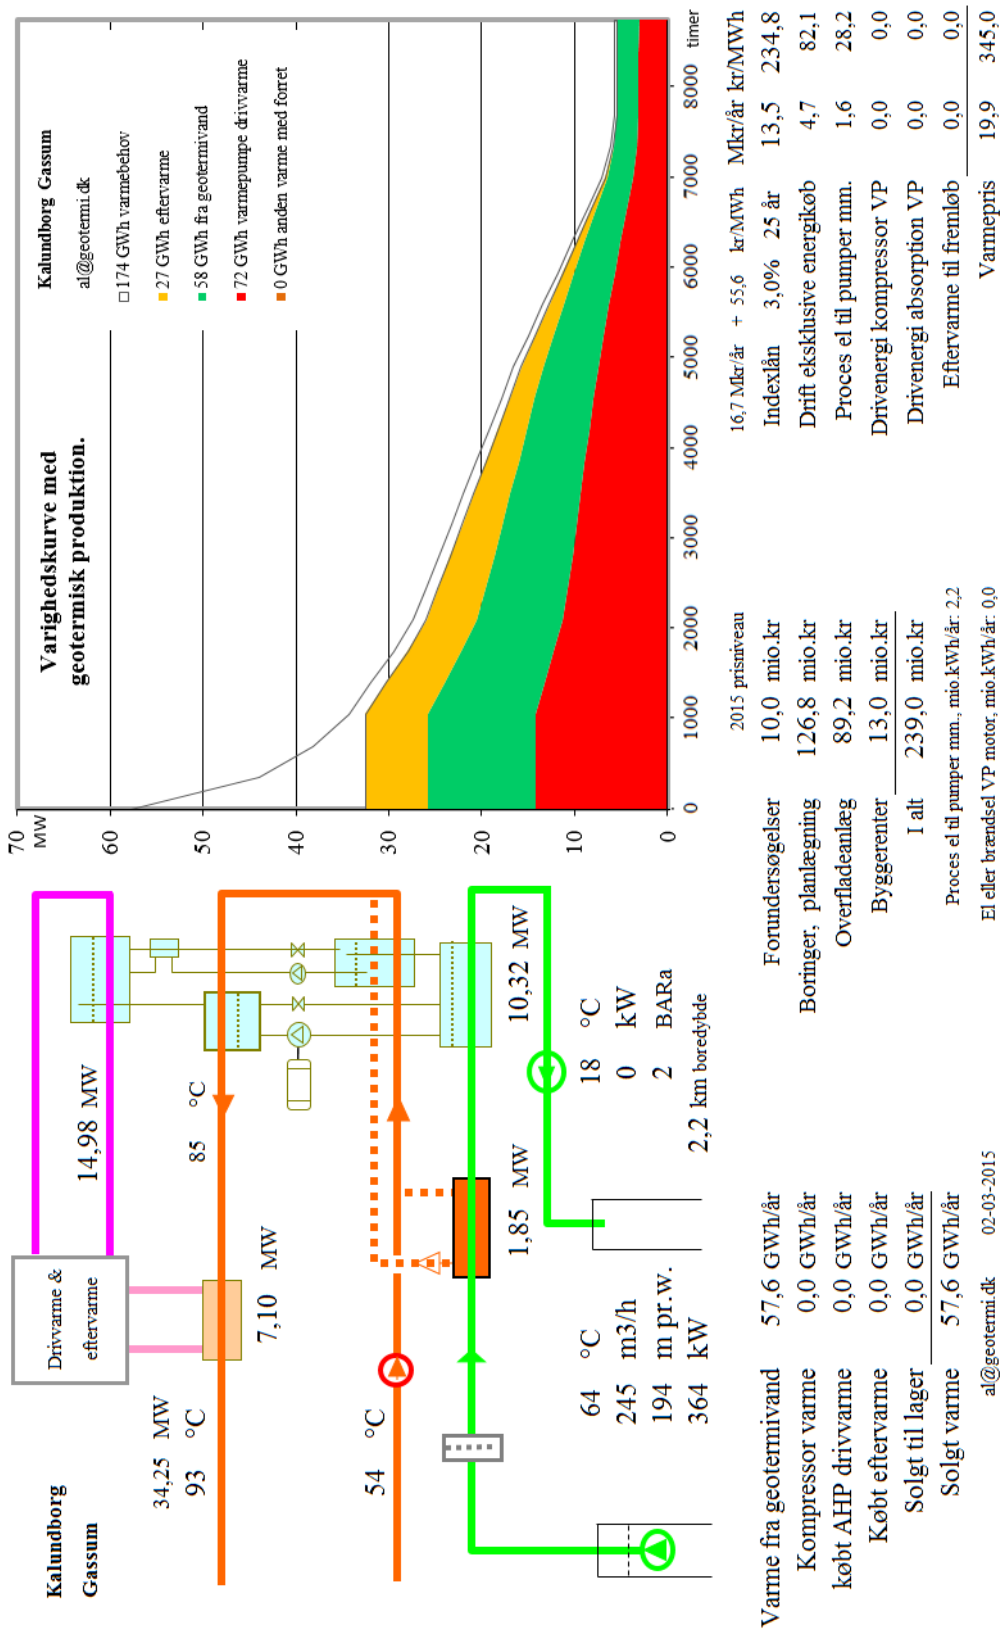 Kalundborg
Gassum
34,25 MW
93 °C
Drivvarme &
eftervarme
14,98 MW
7,10 MW
85 °C
54 °C
1,85 MW
10,32 MW
64 °C
245 m3/h
194 m pr.w.
364 kW
18 °C
0 kW
2 BARa
2,2 km boredybde
Varighedskurve med
geotermisk produktion.
Kalundborg Gassum
al@geotermi.dk
174 GWh varmebehov
27 GWh eftervarme
58 GWh fra geotermivand
72 GWh varmepumpe drivvarme
0 GWh anden varme med forret
70
MW
60
50
40
30
20
10
0
0 1000 2000 3000 4000 5000 6000 7000 8000 timer
Varme fra geotermivand 57,6 GWh/år
Kompressor varme 0,0 GWh/år
købt AHP drivvarme 0,0 GWh/år
Købt eftervarme 0,0 GWh/år
Solgt til lager 0,0 GWh/år
Solgt varme 57,6 GWh/år
al@geotermi.dk 02-03-2015
2015 prisniveau
Forundersøgelser 10,0 mio.kr
Boringer, planlægning 126,8 mio.kr
Overfladeanlæg 89,2 mio.kr
Byggerenter 13,0 mio.kr
I alt 239,0 mio.kr
Proces el til pumper mm., mio.kWh/år: 2,2
El eller brændsel VP motor, mio.kWh/år: 0,0
16,7 Mkr/år + 55,6 kr/MWh Mkr/år kr/MWh
Indexlån 3,0% 25 år 13,5 234,8
Drift eksklusive energikøb 4,7 82,1
Proces el til pumper mm. 1,6 28,2
Drivenergi kompressor VP 0,0 0,0
Drivenergi absorption VP 0,0 0,0
Eftervarme til fremløb 0,0 0,0
Varmepris 19,9 345,0